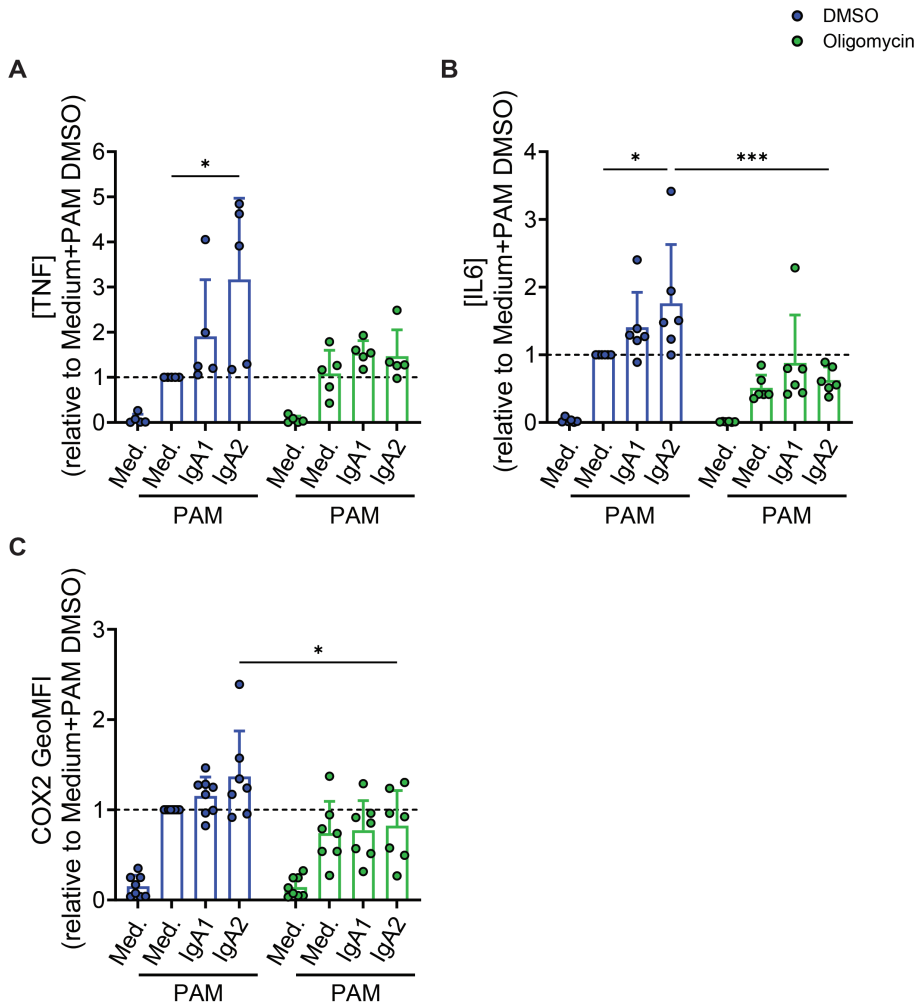 DMSO
Oligomycin
A
[TNF]
(relative to Medium+PAM DMSO)
6
5
4
3
2
1
0
*
Med.
Med.
IgA1
IgA2
Med.
Med.
IgA1
IgA2
PAM
PAM
B
[IL6]
(relative to Medium+PAM DMSO)
4
3
2
1
0
*
***
Med.
Med.
IgA1
IgA2
Med.
Med.
IgA1
IgA2
PAM
PAM
C
COX2 GeoMFI
(relative to Medium+PAM DMSO)
3
2
1
0
*
Med.
Med.
IgA1
IgA2
Med.
Med.
IgA1
IgA2
PAM
PAM